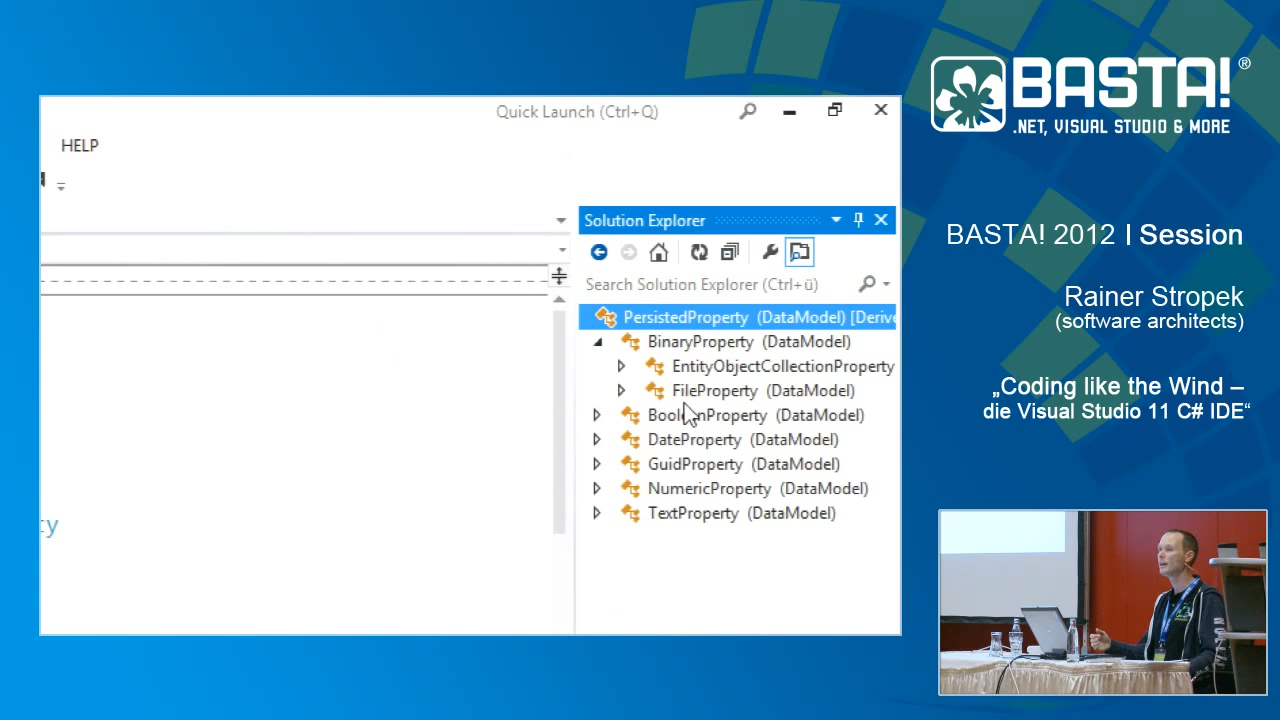 Quick Launch (Ctrl+Q)
HELP
Solution Explorer
Search Solution Explorer (Ctrl+ü)
PersistedProperty (DataModel) [Derive
BinaryProperty (DataModel)
EntityObjectCollectionProperty
FileProperty (DataModel)
BooleanProperty (DataModel)
DateProperty (DataModel)
GuidProperty (DataModel)
NumericProperty (DataModel)
TextProperty (DataModel)
ty
BASTA!®
.NET, VISUAL STUDIO & MORE
BASTA! 2012 I Session
Rainer Stropek
(software architects)
„Coding like the Wind –
die Visual Studio 11 C# IDE“